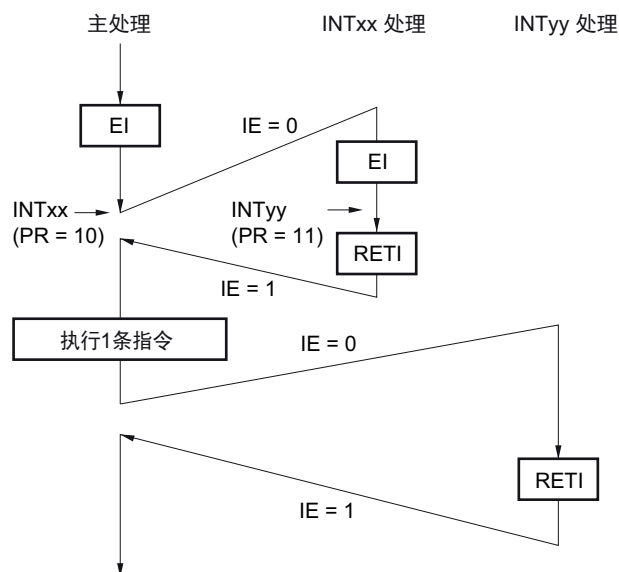 主处理
INTxx 处理
INTyy 处理
EI
IE = 0
EI
INTxx
(PR = 10)
INTyy
(PR = 11)
RETI
IE = 1
执行1条指令
IE = 0
RETI
IE = 1